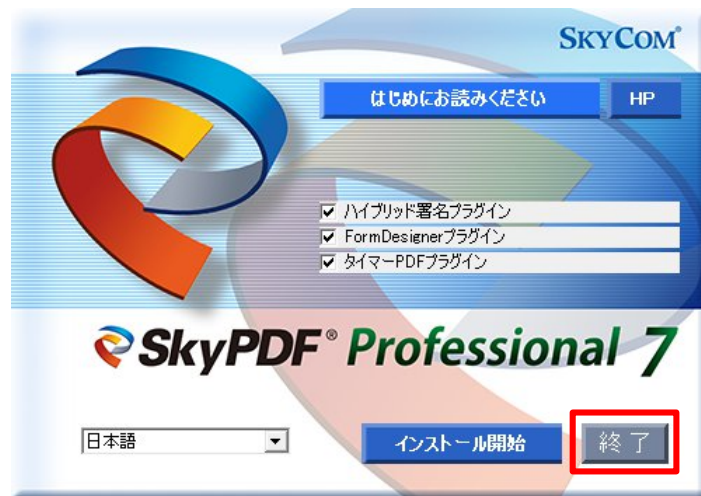 SKYCOM®
はじめにお読みください HP
ハイブリッド署名プラグイン
FormDesignerプラグイン
タイマーPDFプラグイン
SkyPDF® Professional 7
日本語 インストール開始 終了